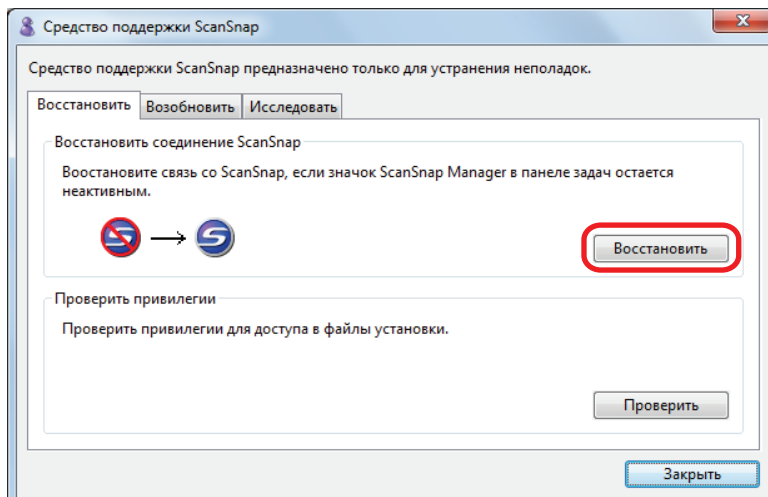 Средство поддержки ScanSnap
Средство поддержки ScanSnap предназначено только для устранения неполадок.
Восстановить Возобновить Исследовать
Восстановить соединение ScanSnap
Воостановите связь со ScanSnap, если значок ScanSnap Manager в панеле задач остается
неактивным.
Восстановить
Проверить привилегии
Проверить привилегии для доступа в файлы установки.
Проверить
Закрыть